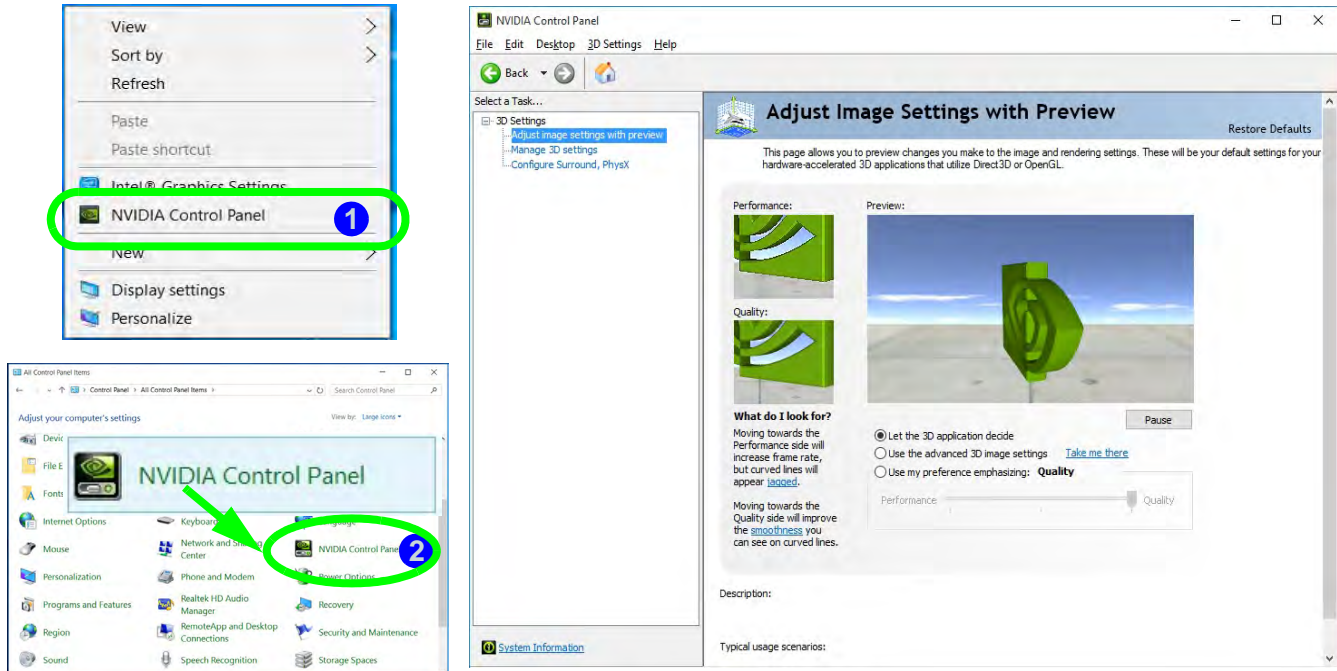 View
Sort by
Refresh
Paste
Paste shortcut
Intel® Graphics Settings
NVIDIA Control Panel
1
New
Display settings
Personalize
All Control Panel Items
Control Panel > All Control Panel Items >
Search Control Panel
Adjust your computer's settings
View by: Large icons
Devic
File E
Fonts
NVIDIA Control Panel
Internet Options
Keyboard
Language
Mouse
Network and Sharing Center
NVIDIA Control Pane
2
Personalization
Phone and Modem
Power Options
Programs and Features
Realtek HD Audio Manager
Recovery
Region
RemoteApp and Desktop Connections
Security and Maintenance
Sound
Speech Recognition
Storage Spaces
NVIDIA Control Panel
File Edit Desktop 3D Settings Help
Back
Select a Task...
3D Settings
Adjust image settings with preview
Manage 3D settings
Configure Surround, PhysX
System Information
Adjust Image Settings with Preview
Restore Defaults
This page allows you to preview changes you make to the image and rendering settings. These will be your default settings for your
hardware-accelerated 3D applications that utilize Direct3D or OpenGL.
Performance:
Preview:
Quality:
What do I look for?
Moving towards the
Performance side will
increase frame rate,
but curved lines will
appear jagged.
Moving towards the
Quality side will improve
the smoothness you
can see on curved lines.
Pause
Let the 3D application decide
Use the advanced 3D image settings Take me there
Use my preference emphasizing: Quality
Performance Quality
Description:
Typical usage scenarios: